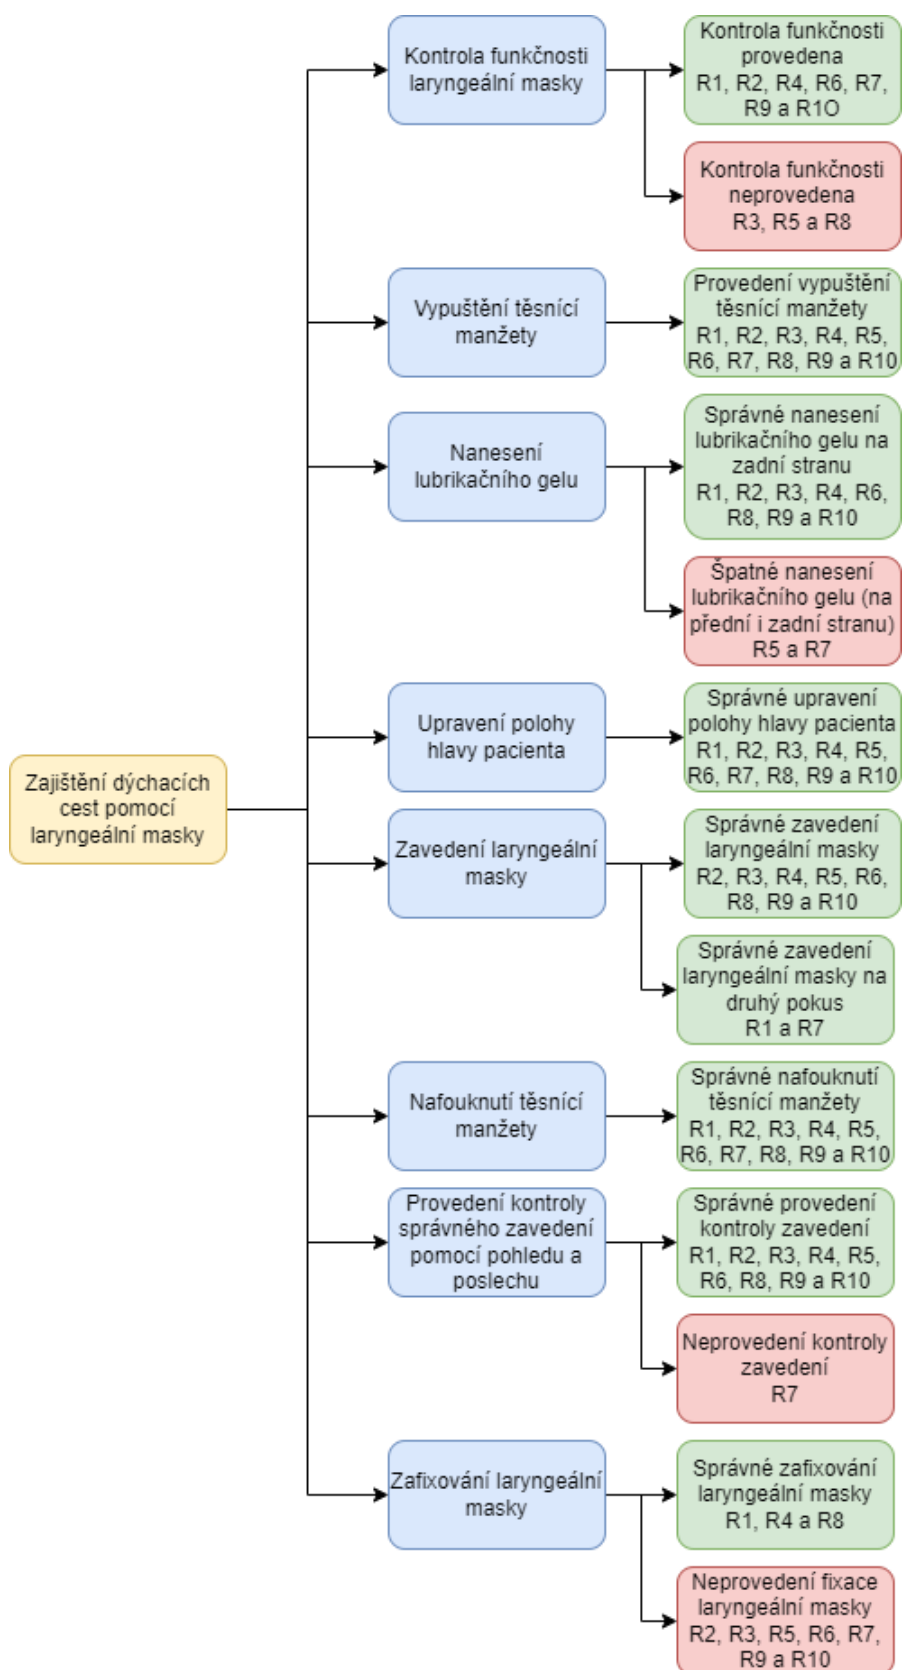 Kontrola funkčnosti
laryngeální masky
Kontrola funkčnosti
provedena
R1, R2, R4, R6, R7,
R9 a R1O
Kontrola funkčnosti
neprovedena
R3, R5 a R8
Vypuštění těsnící
manžety
Provedení vypuštění
těsnící manžety
R1, R2, R3, R4, R5,
R6, R7, R8, R9 a R10
Nanesení
lubrikačního gelu
Správné nanesení
lubrikačního gelu na
zadní stranu
R1, R2, R3, R4, R6,
R8, R9 a R10
Špatné nanesení
lubrikačního gelu (na
přední i zadní stranu)
R5 a R7
Upravení polohy
hlavy pacienta
Správné upravení
polohy hlavy pacienta
R1, R2, R3, R4, R5,
R6, R7, R8, R9 a R10
Zajištění dýchacích
cest pomocí
laryngeální masky
Zavedení laryngeální
masky
Správné zavedení
laryngeální masky
R2, R3, R4, R5, R6,
R8, R9 a R10
Správné zavedení
laryngeální masky na
druhý pokus
R1 a R7
Nafouknutí těsnící
manžety
Správné nafouknutí
těsnící manžety
R1, R2, R3, R4, R5,
R6, R7, R8, R9 a R10
Provedení kontroly
správného zavedení
pomocí pohledu a
poslechu
Správné provedení
kontroly zavedení
R1, R2, R3, R4, R5,
R6, R8, R9 a R10
Neprovedení kontroly
zavedení
R7
Zafixování laryngeální
masky
Správné zafixování
laryngeální masky
R1, R4 a R8
Neprovedení fixace
laryngeální masky
R2, R3, R5, R6, R7,
R9 a R10